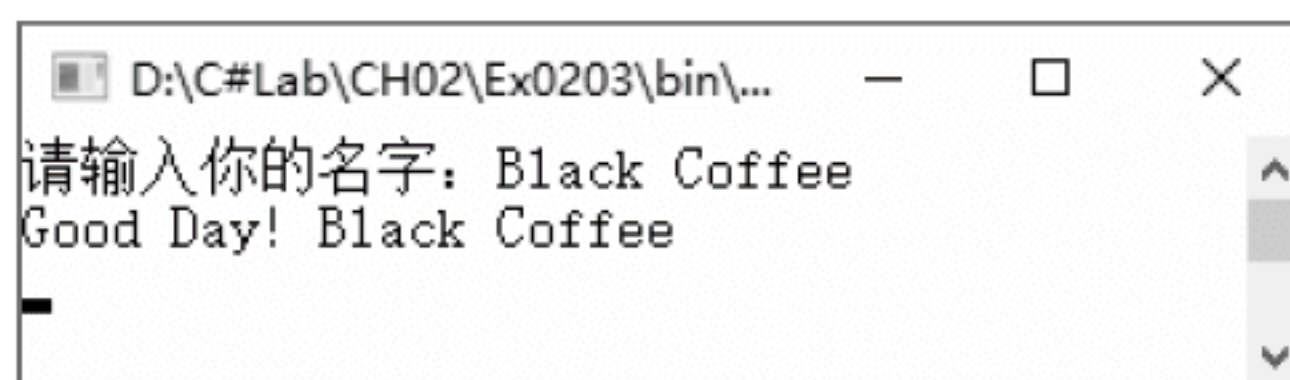 D:\C#Lab\CH02\Ex0203\bin\...
请输入你的名字：Black Coffee
Good Day! Black Coffee